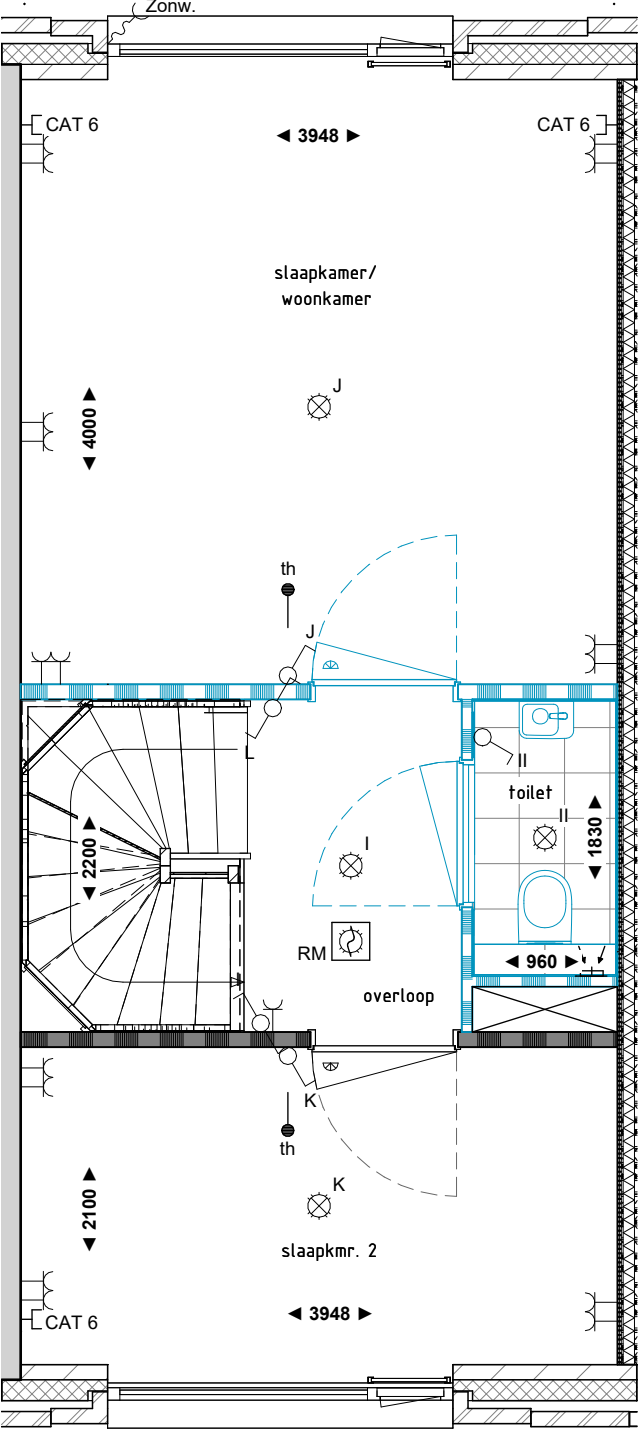 Zonw.
CAT 6
CAT 6
◄ 3948 ►
slaapkamer/
woonkamer
J
◄ 4000 ►
th
J
L
II
toilet
II
◄ 2200 ►
◄ 1830 ►
I
RM
◄ 960 ►
overloop
I
K
th
K
◄ 2100 ►
slaapkmr. 2
◄ 3948 ►
CAT 6